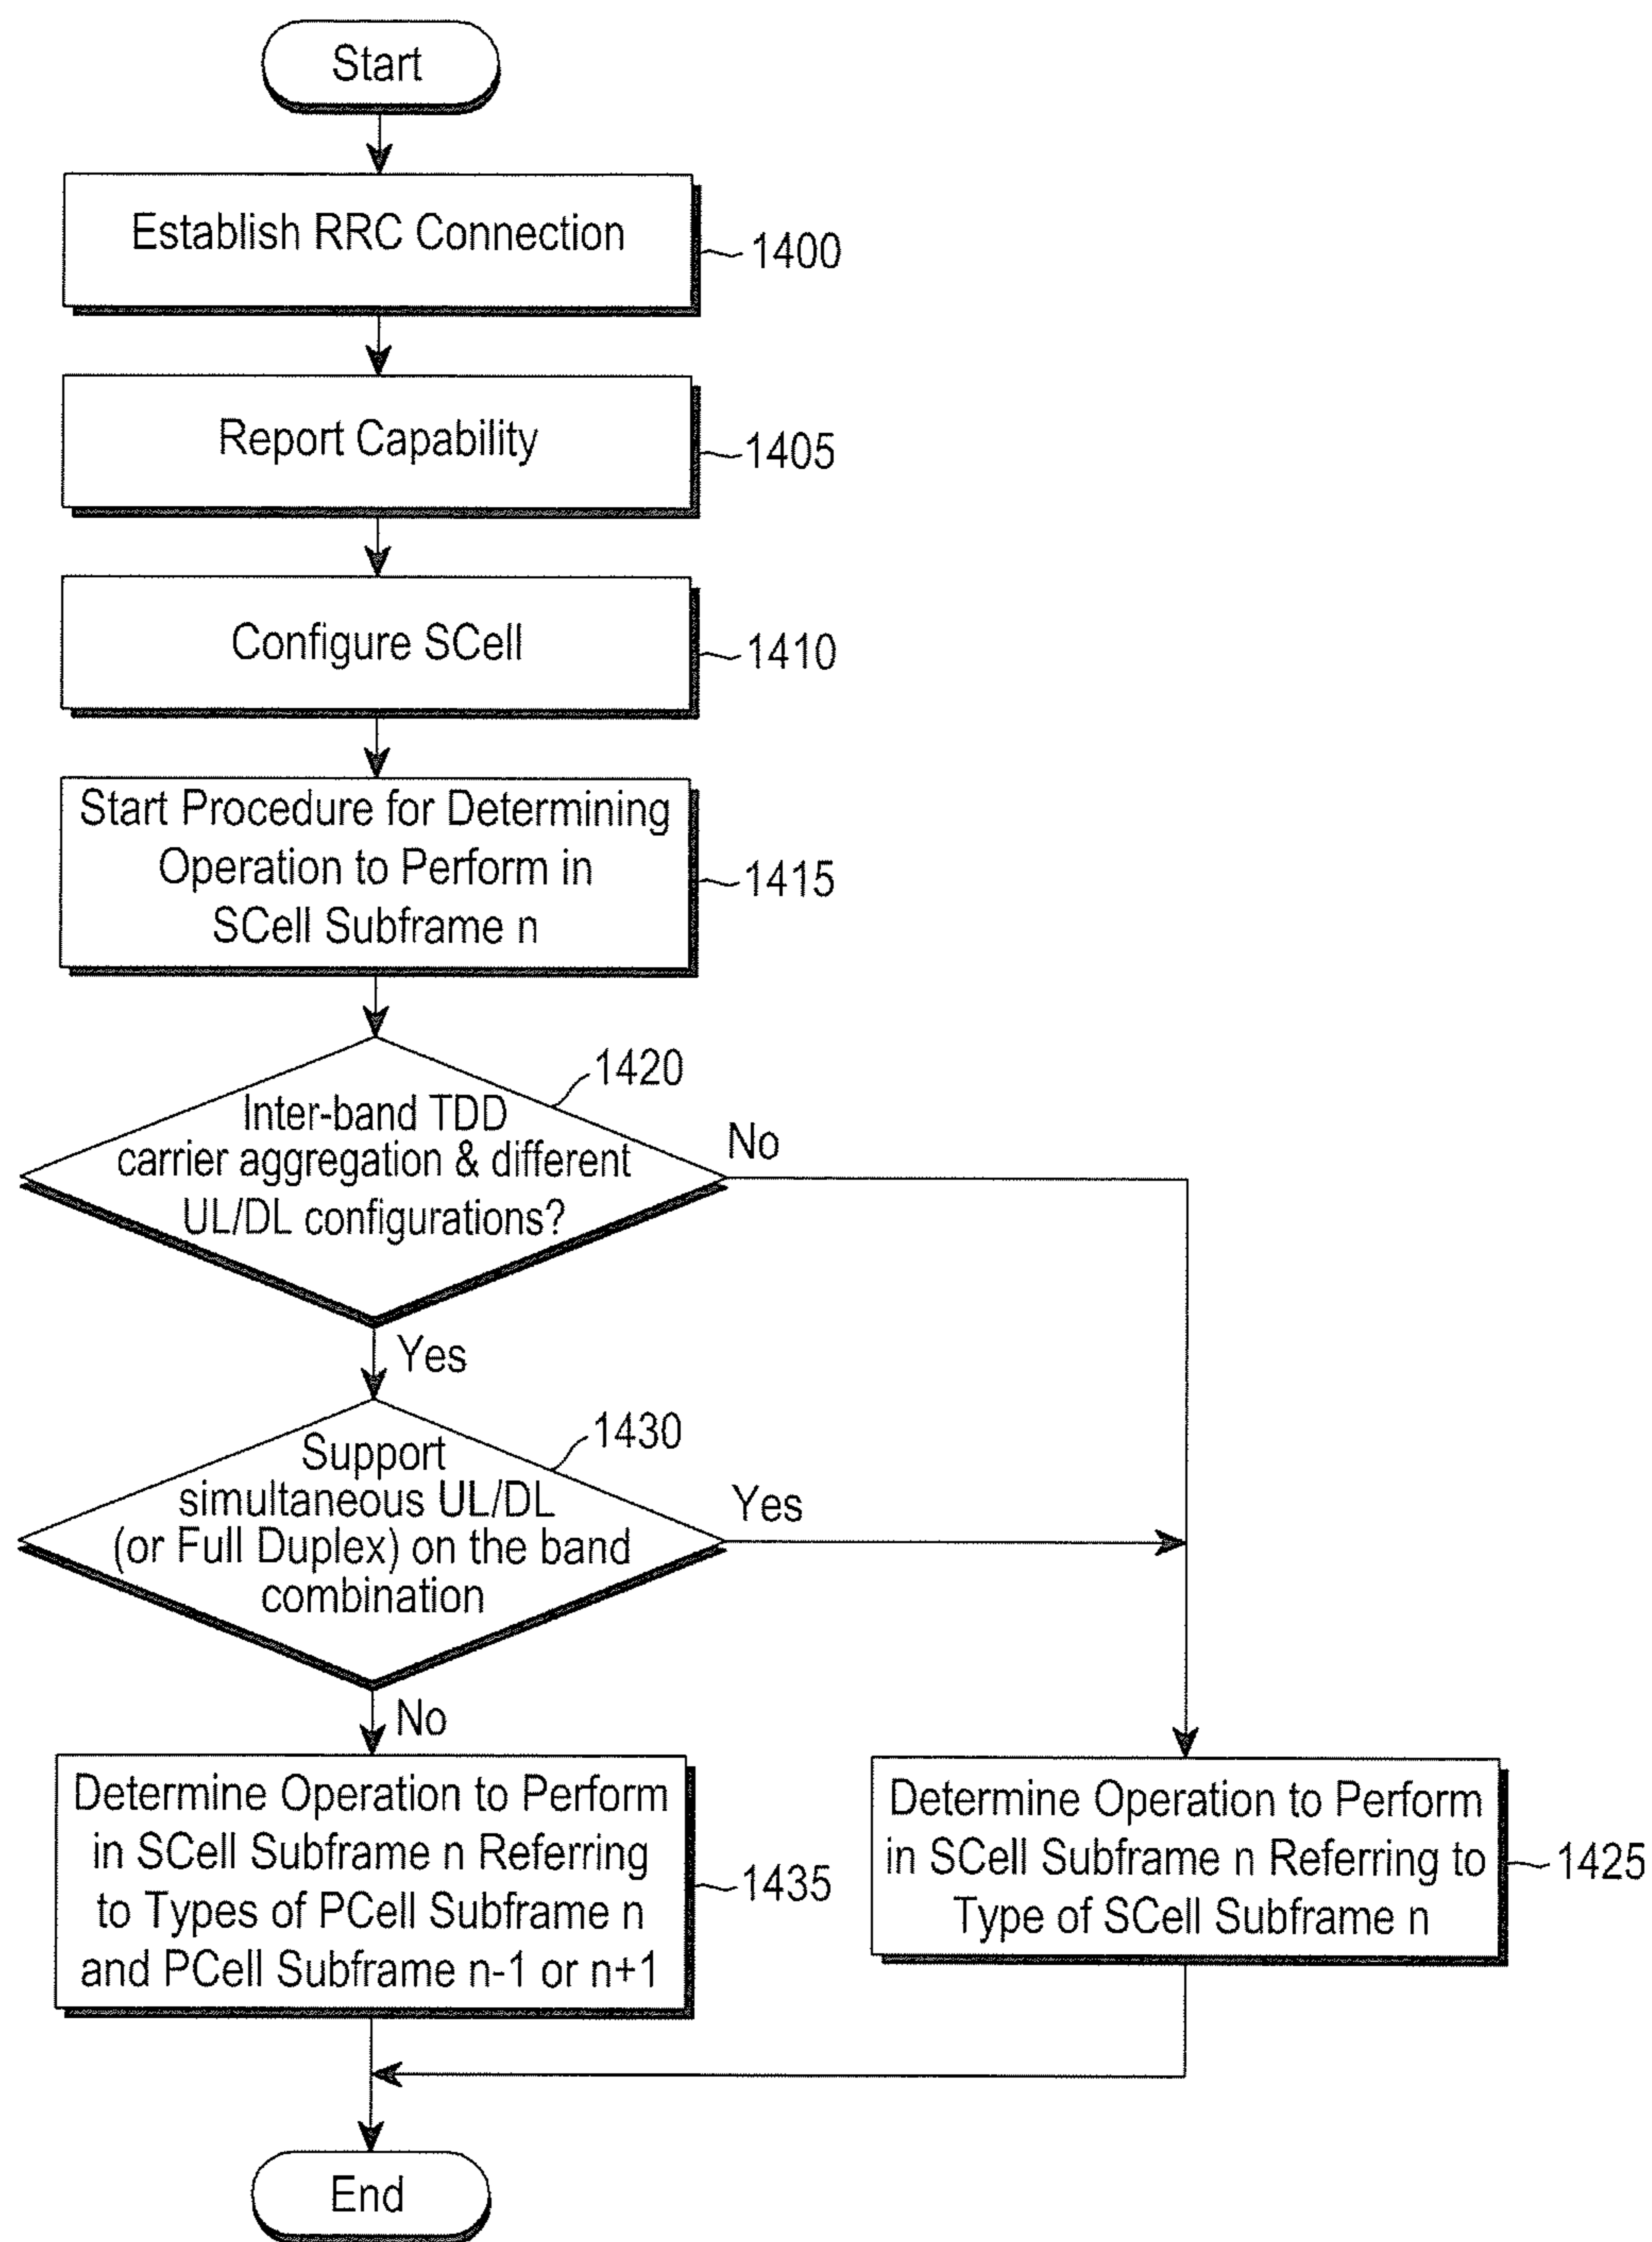 Start
Establish RRC Connection
1400
Report Capability
1405
Configure SCell
1410
Start Procedure for Determining
Operation to Perform in
SCell Subframe n
1415
1420
Inter-band TDD
carrier aggregation & different
UL/DL configurations?
No
Yes
1430
Support
simultaneous UL/DL
(or Full Duplex) on the band
combination
Yes
No
Determine Operation to Perform
in SCell Subframe n Referring
to Types of PCell Subframe n
and PCell Subframe n-1 or n+1
1435
Determine Operation to Perform
in SCell Subframe n Referring to
Type of SCell Subframe n
1425
End